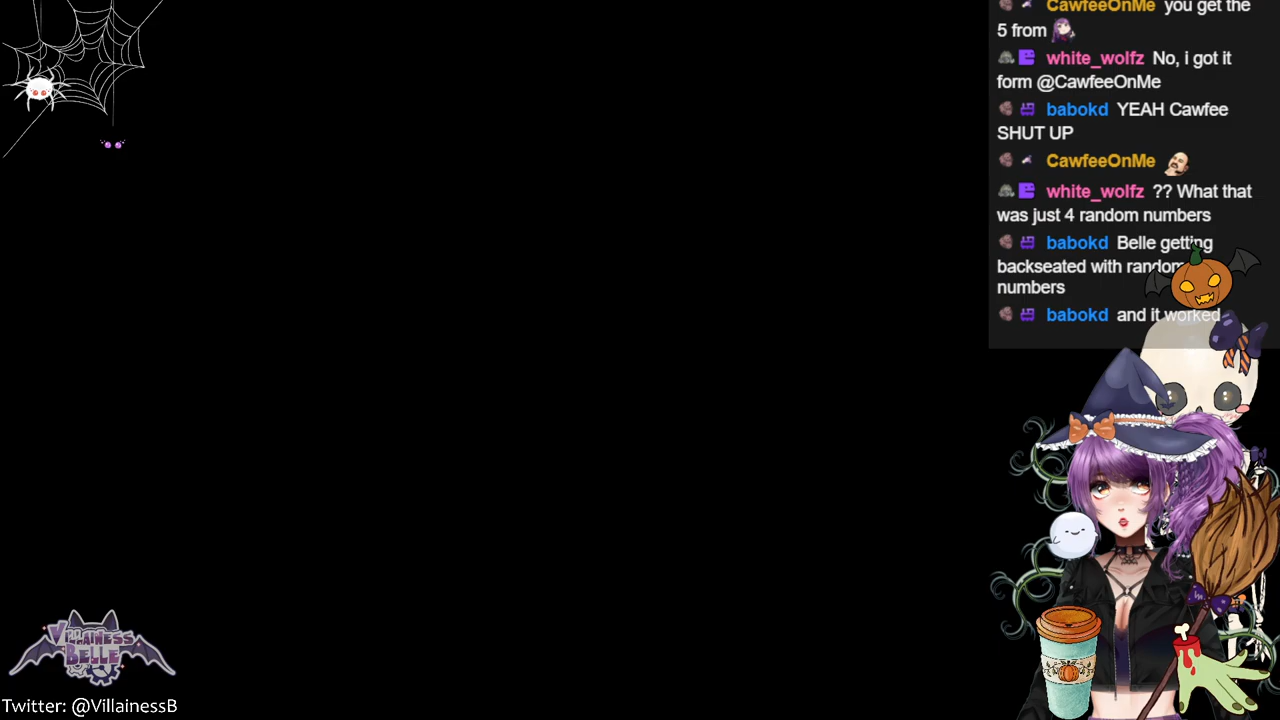 CawfeeOnMe you get the
5 from
white_wolfz No, i got it
form @CawfeeOnMe
babokd YEAH Cawfee
SHUT UP
CawfeeOnMe
white_wolfz ?? What that
was just 4 random numbers
babokd Belle getting
backseated with random
numbers
babokd and it worked
VILLAINESS
BELLE
Twitter: @VillainessB